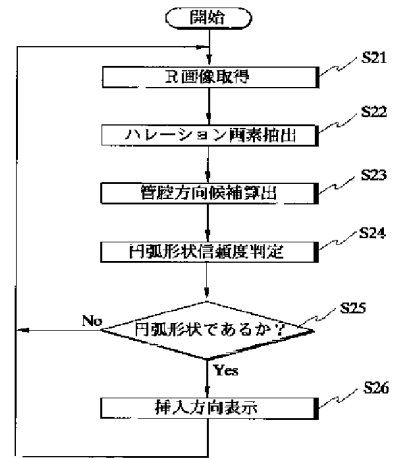 開始
S21
R画像取得
S22
ハレーション画素抽出
S23
管腔方向候補算出
S24
円弧形状信頼度判定
S25
円弧形状であるか?
No
Yes
S26
挿入方向表示